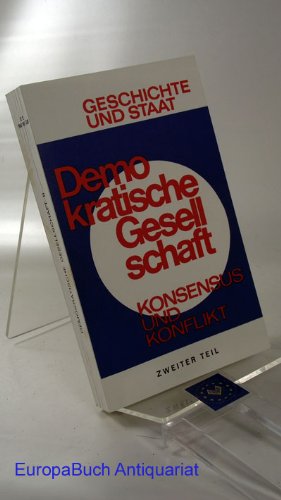 GESCHICHTE
UND STAAT
Demo
kratische
Gesell
schaft
KONSENSUS
UND
KONFLIKT
ZWEITER TEIL
EuropaBuch Antiquariat